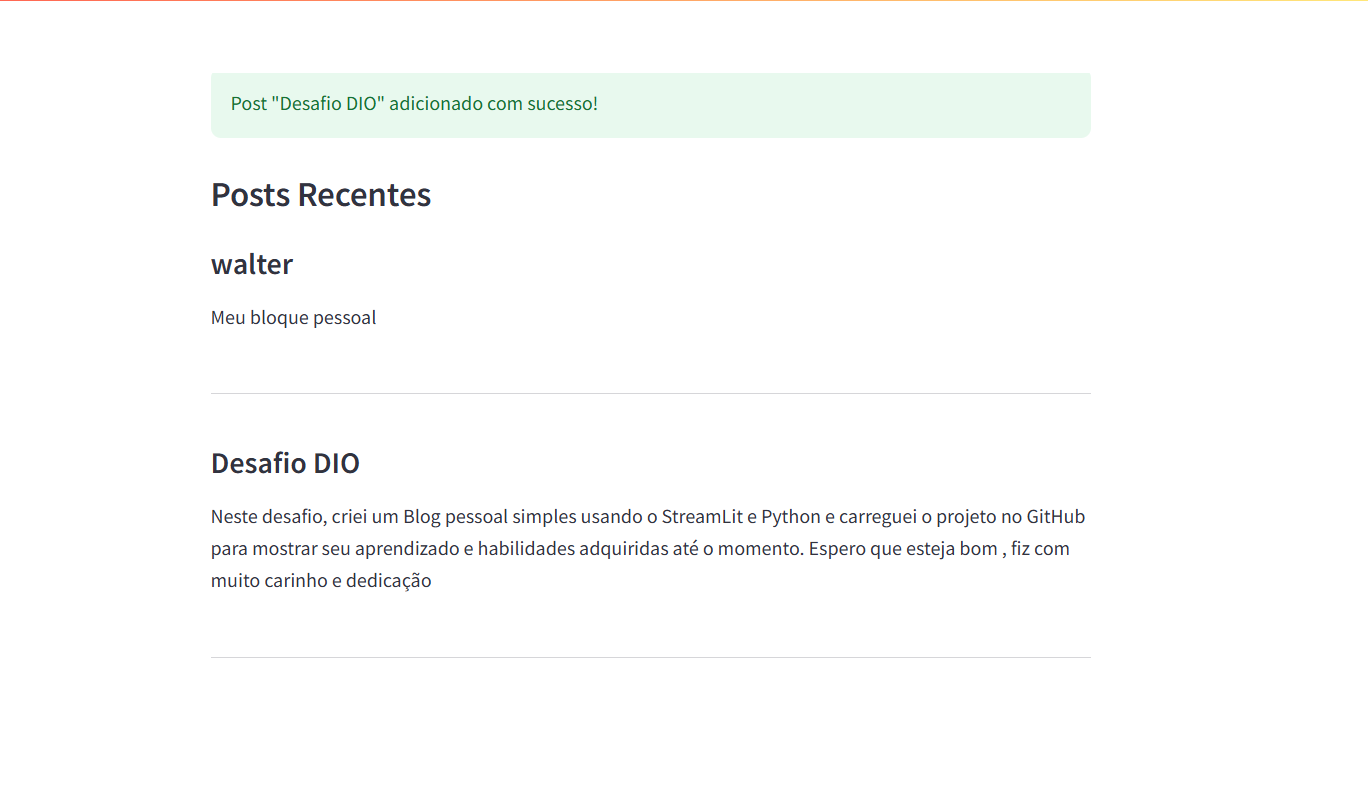 Post "Desafio DIO" adicionado com sucesso!
Posts Recentes
walter
Meu bloque pessoal
Desafio DIO
Neste desafio, criei um Blog pessoal simples usando o StreamLit e Python e carreguei o projeto no GitHub
para mostrar seu aprendizado e habilidades adquiridas até o momento. Espero que esteja bom , fiz com
muito carinho e dedicação